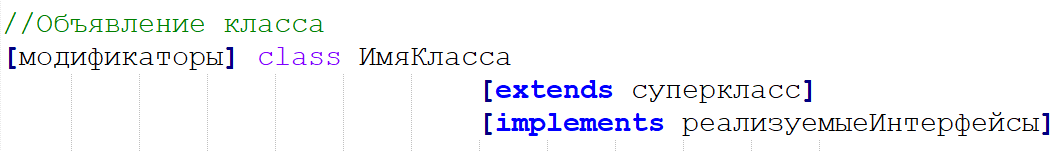 //Объявление класса
[модификаторы] class ИмяКласса
[extends суперкласс]
[implements реализуемыеИнтерфейсы]